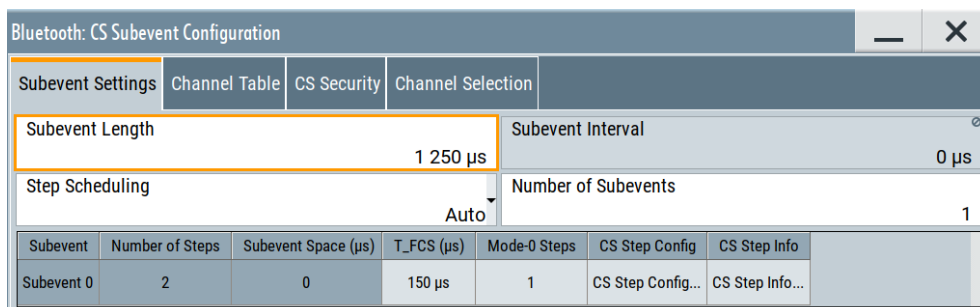 Bluetooth: CS Subevent Configuration
Subevent Settings Channel Table CS Security Channel Selection
Subevent Length Subevent Interval
1 250 µs 0 µs
Step Scheduling Number of Subevents
Auto 1
Subevent Number of Steps Subevent Space (µs) T_FCS (µs) Mode-0 Steps CS Step Config CS Step Info
Subevent 0 2 0 150 µs 1 CS Step Config... CS Step Info...